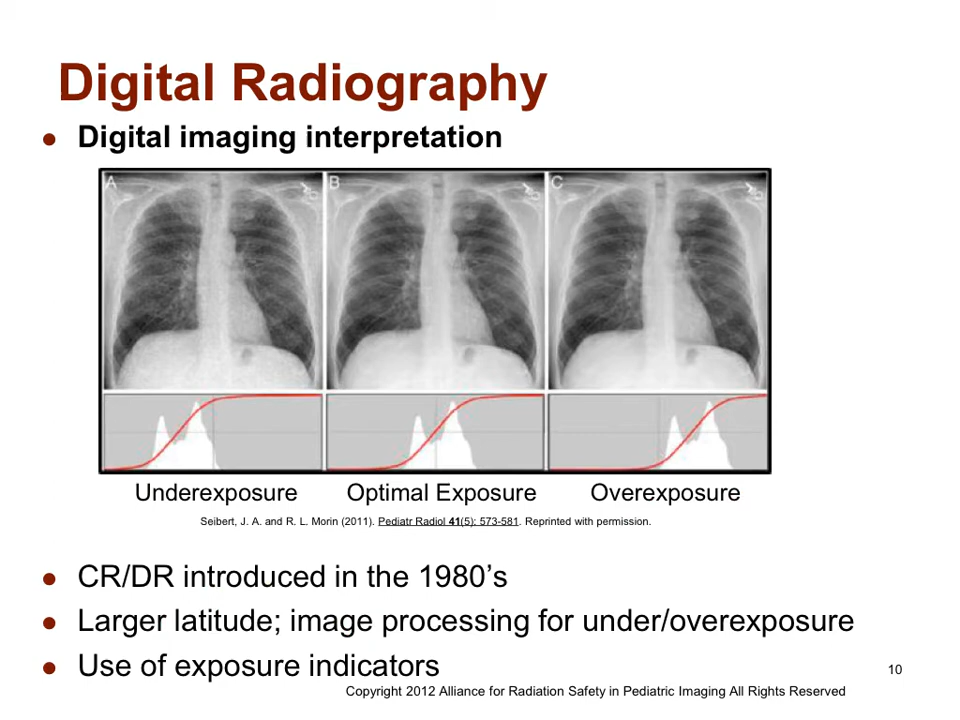 Digital Radiography
● Digital imaging interpretation
A B C
Underexposure Optimal Exposure Overexposure
Seibert, J. A. and R. L. Morin (2011). Pediatr Radiol 41(5): 573-581. Reprinted with permission.
● CR/DR introduced in the 1980’s
● Larger latitude; image processing for under/overexposure
● Use of exposure indicators
10
Copyright 2012 Alliance for Radiation Safety in Pediatric Imaging All Rights Reserved